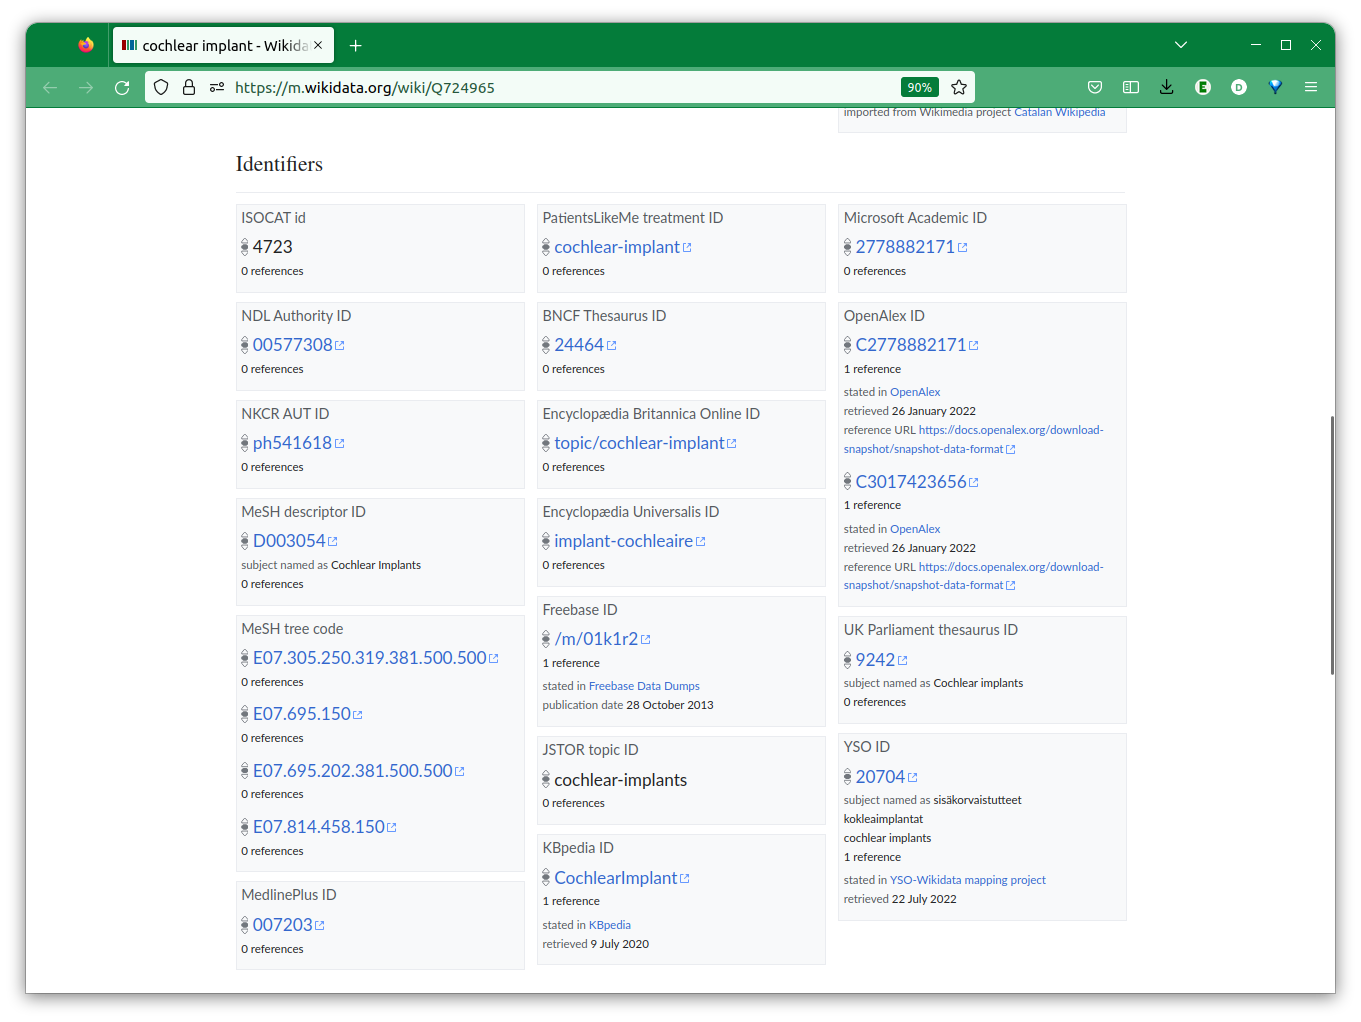 cochlear implant - Wikida
https://m.wikidata.org/wiki/Q724965
90%
E
D
imported from Wikimedia project Catalan Wikipedia
Identifiers
ISOCAT id
4723
0 references
NDL Authority ID
00577308
0 references
NKCR AUT ID
ph541618
0 references
MeSH descriptor ID
D003054
subject named as Cochlear Implants
0 references
MeSH tree code
E07.305.250.319.381.500.500
0 references
E07.695.150
0 references
E07.695.202.381.500.500
0 references
E07.814.458.150
0 references
MedlinePlus ID
007203
0 references
PatientsLikeMe treatment ID
cochlear-implant
0 references
BNCF Thesaurus ID
24464
0 references
Encyclopædia Britannica Online ID
topic/cochlear-implant
0 references
Encyclopædia Universalis ID
implant-cochleaire
0 references
Freebase ID
/m/01k1r2
1 reference
stated in Freebase Data Dumps
publication date 28 October 2013
JSTOR topic ID
cochlear-implants
0 references
KBpedia ID
CochlearImplant
1 reference
stated in KBpedia
retrieved 9 July 2020
Microsoft Academic ID
2778882171
0 references
OpenAlex ID
C2778882171
1 reference
stated in OpenAlex
retrieved 26 January 2022
reference URL https://docs.openalex.org/download-
snapshot/snapshot-data-format
C3017423656
1 reference
stated in OpenAlex
retrieved 26 January 2022
reference URL https://docs.openalex.org/download-
snapshot/snapshot-data-format
UK Parliament thesaurus ID
9242
subject named as Cochlear implants
0 references
YSO ID
20704
subject named as sisäkorvaistutteet
kokleaimplantat
cochlear implants
1 reference
stated in YSO-Wikidata mapping project
retrieved 22 July 2022